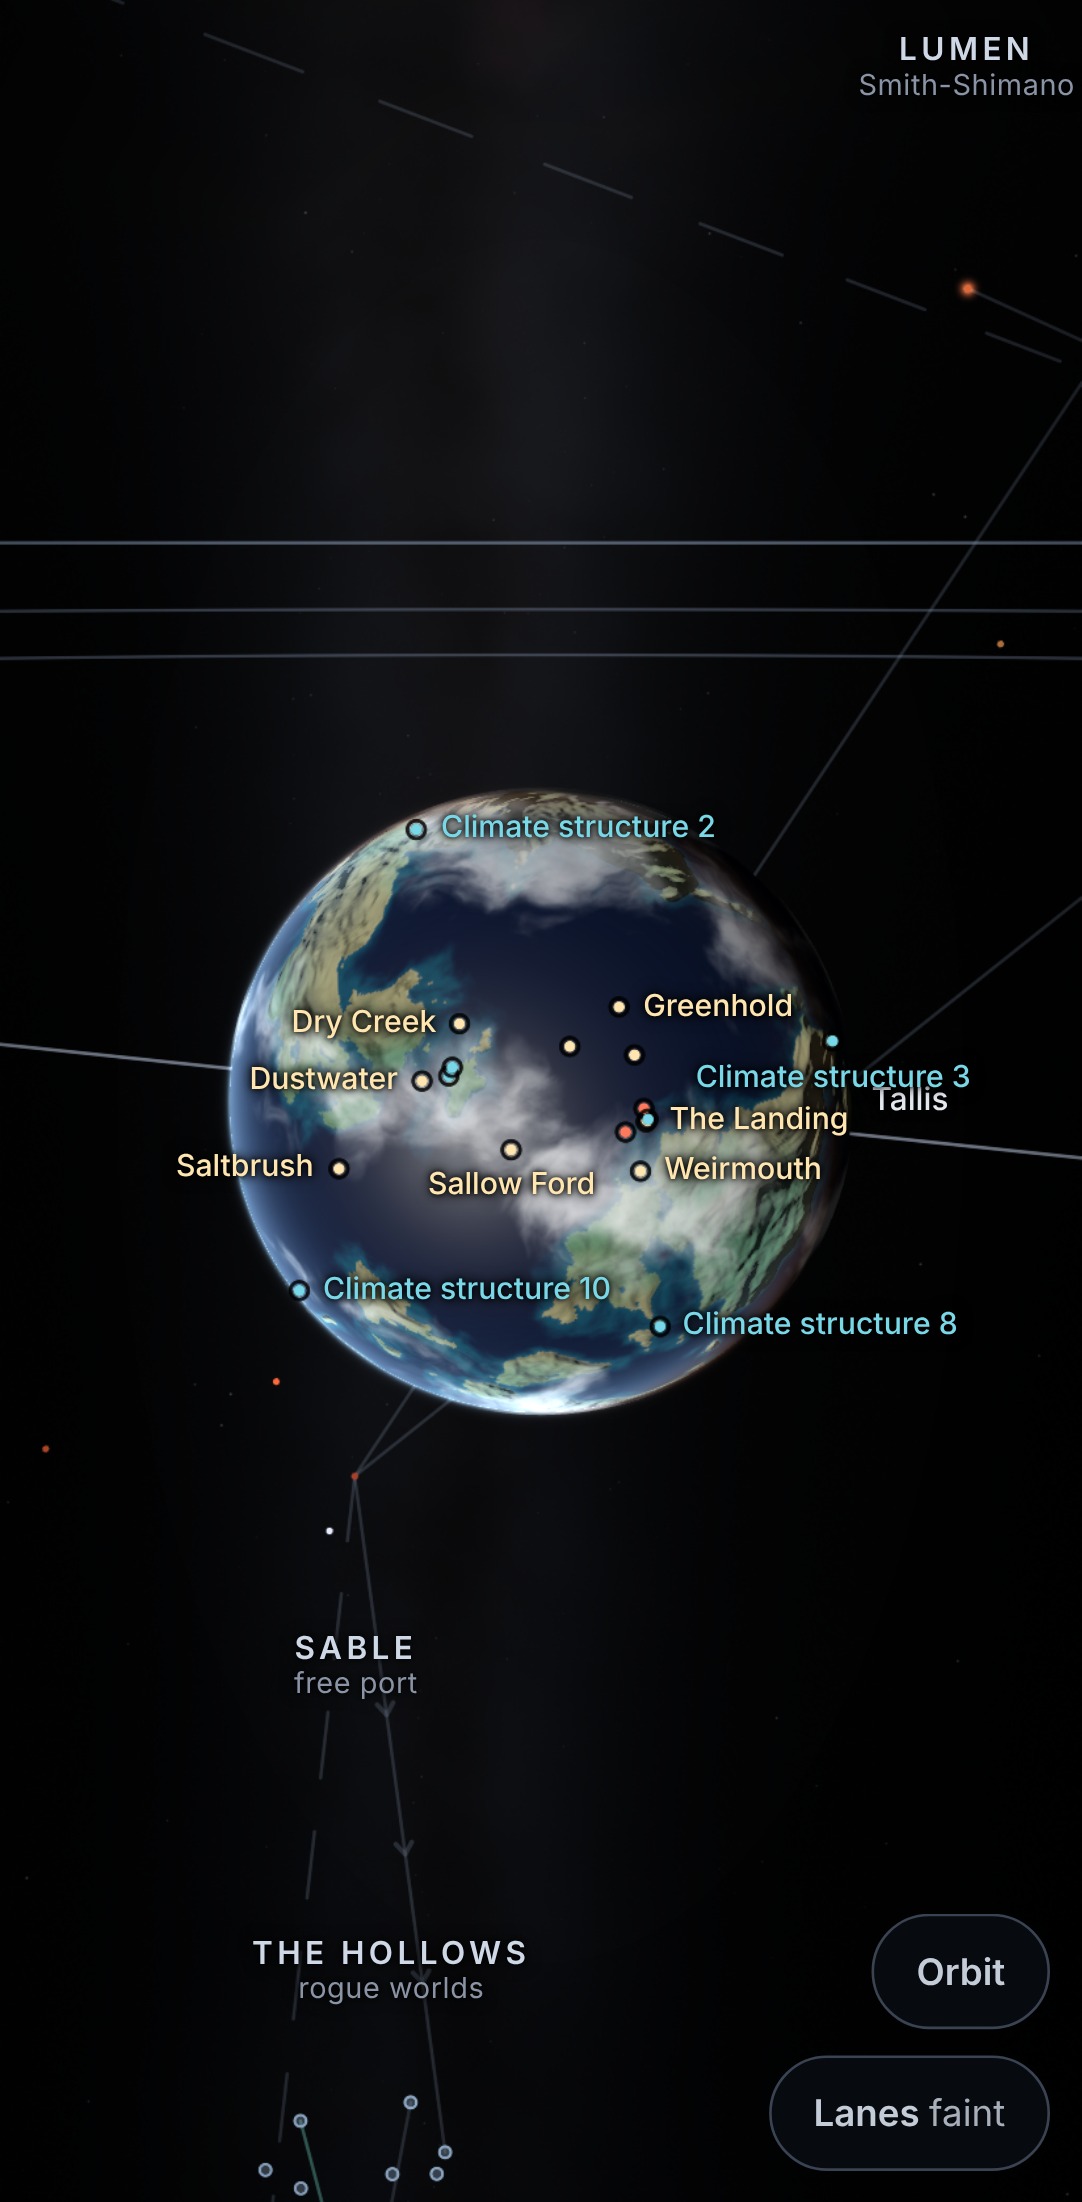 LUMEN
Smith-Shimano
Climate structure 2
Greenhold
Dry Creek
Climate structure 3
Dustwater
Tallis
The Landing
Saltbrush
Weirmouth
Sallow Ford
Climate structure 10
Climate structure 8
SABLE
free port
THE HOLLOWS
rogue worlds
Orbit
Lanes faint